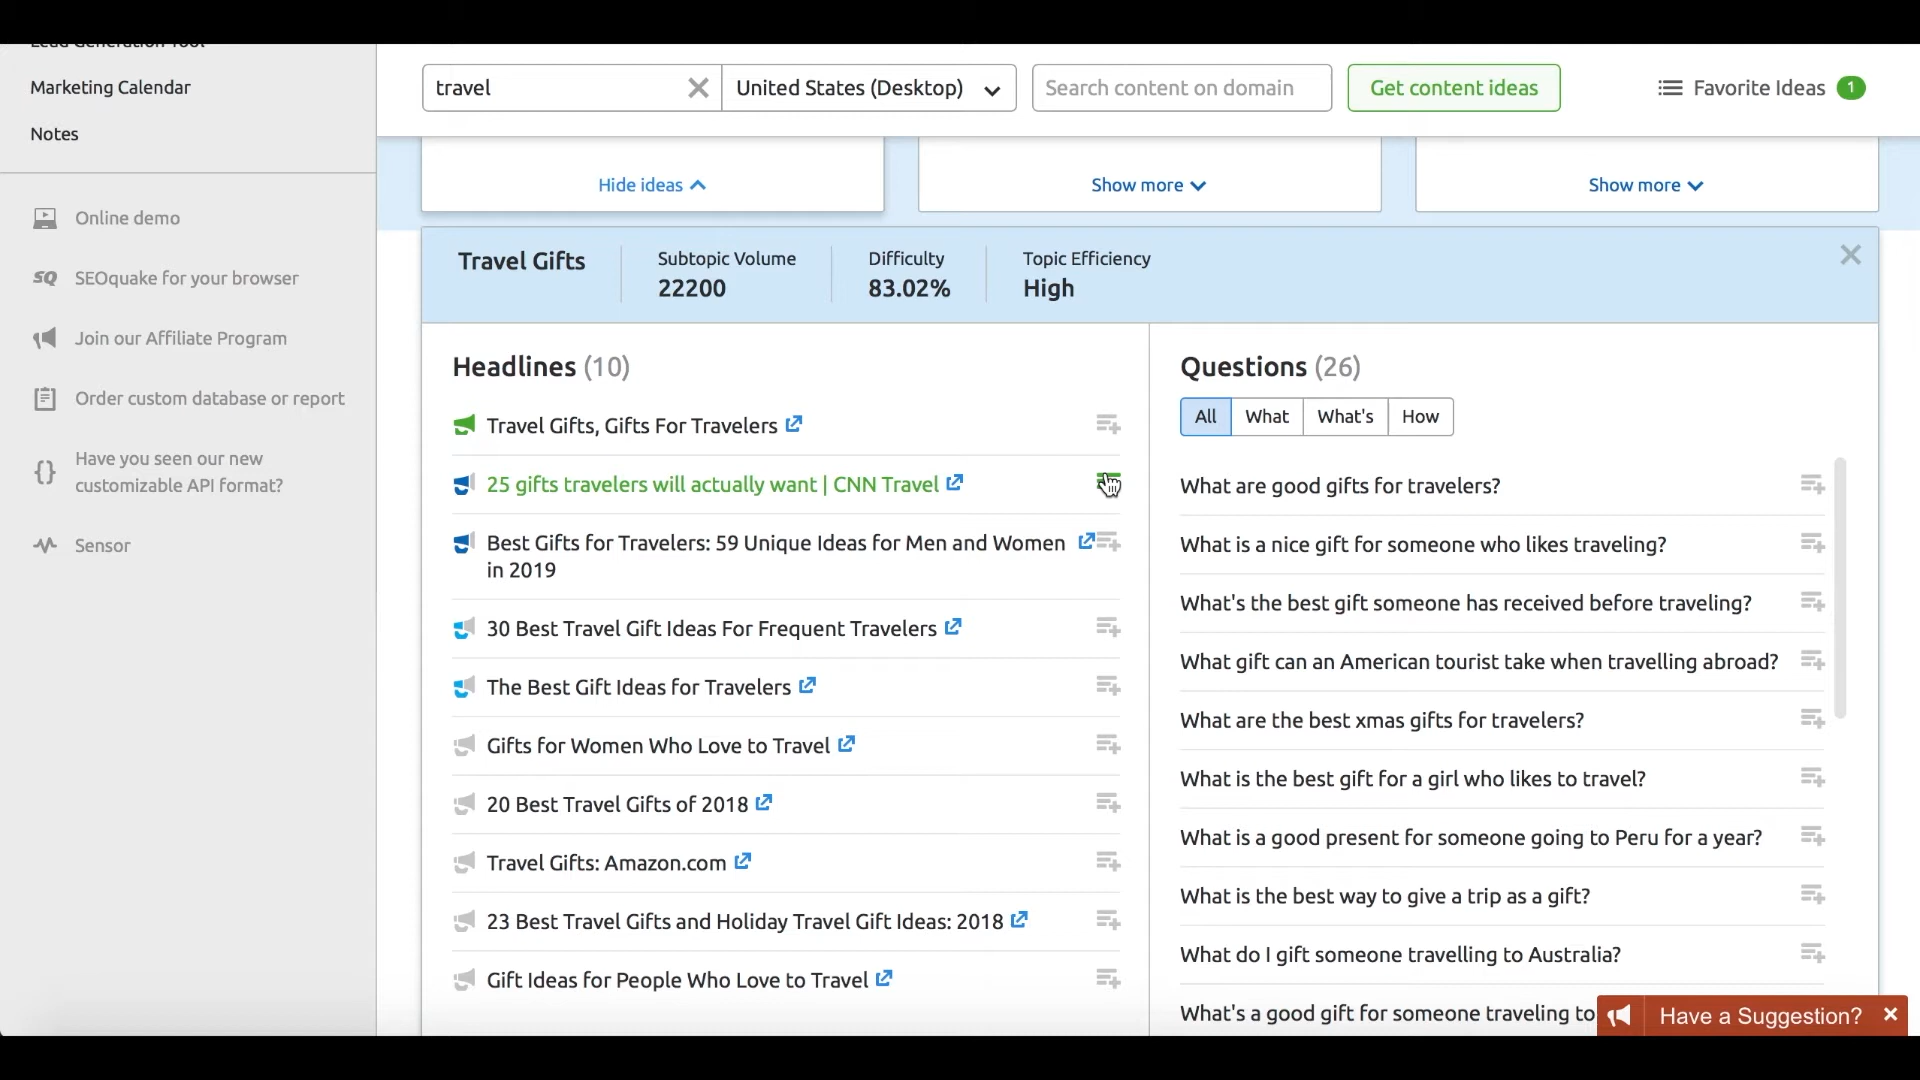 Lead Generation Tool
Marketing Calendar
Notes
Online demo
SQ SEOquake for your browser
Join our Affiliate Program
Order custom database or report
Have you seen our new
customizable API format?
Sensor
travel
United States (Desktop)
Search content on domain
Get content ideas
Favorite Ideas 1
Hide ideas
Show more
Show more
Travel Gifts
Subtopic Volume
22200
Difficulty
83.02%
Topic Efficiency
High
Headlines (10)
Travel Gifts, Gifts For Travelers
25 gifts travelers will actually want | CNN Travel
Best Gifts for Travelers: 59 Unique Ideas for Men and Women
in 2019
30 Best Travel Gift Ideas For Frequent Travelers
The Best Gift Ideas for Travelers
Gifts for Women Who Love to Travel
20 Best Travel Gifts of 2018
Travel Gifts: Amazon.com
23 Best Travel Gifts and Holiday Travel Gift Ideas: 2018
Gift Ideas for People Who Love to Travel
Questions (26)
All What What's How
What are good gifts for travelers?
What is a nice gift for someone who likes traveling?
What's the best gift someone has received before traveling?
What gift can an American tourist take when travelling abroad?
What are the best xmas gifts for travelers?
What is the best gift for a girl who likes to travel?
What is a good present for someone going to Peru for a year?
What is the best way to give a trip as a gift?
What do I gift someone travelling to Australia?
What's a good gift for someone traveling to
Have a Suggestion?